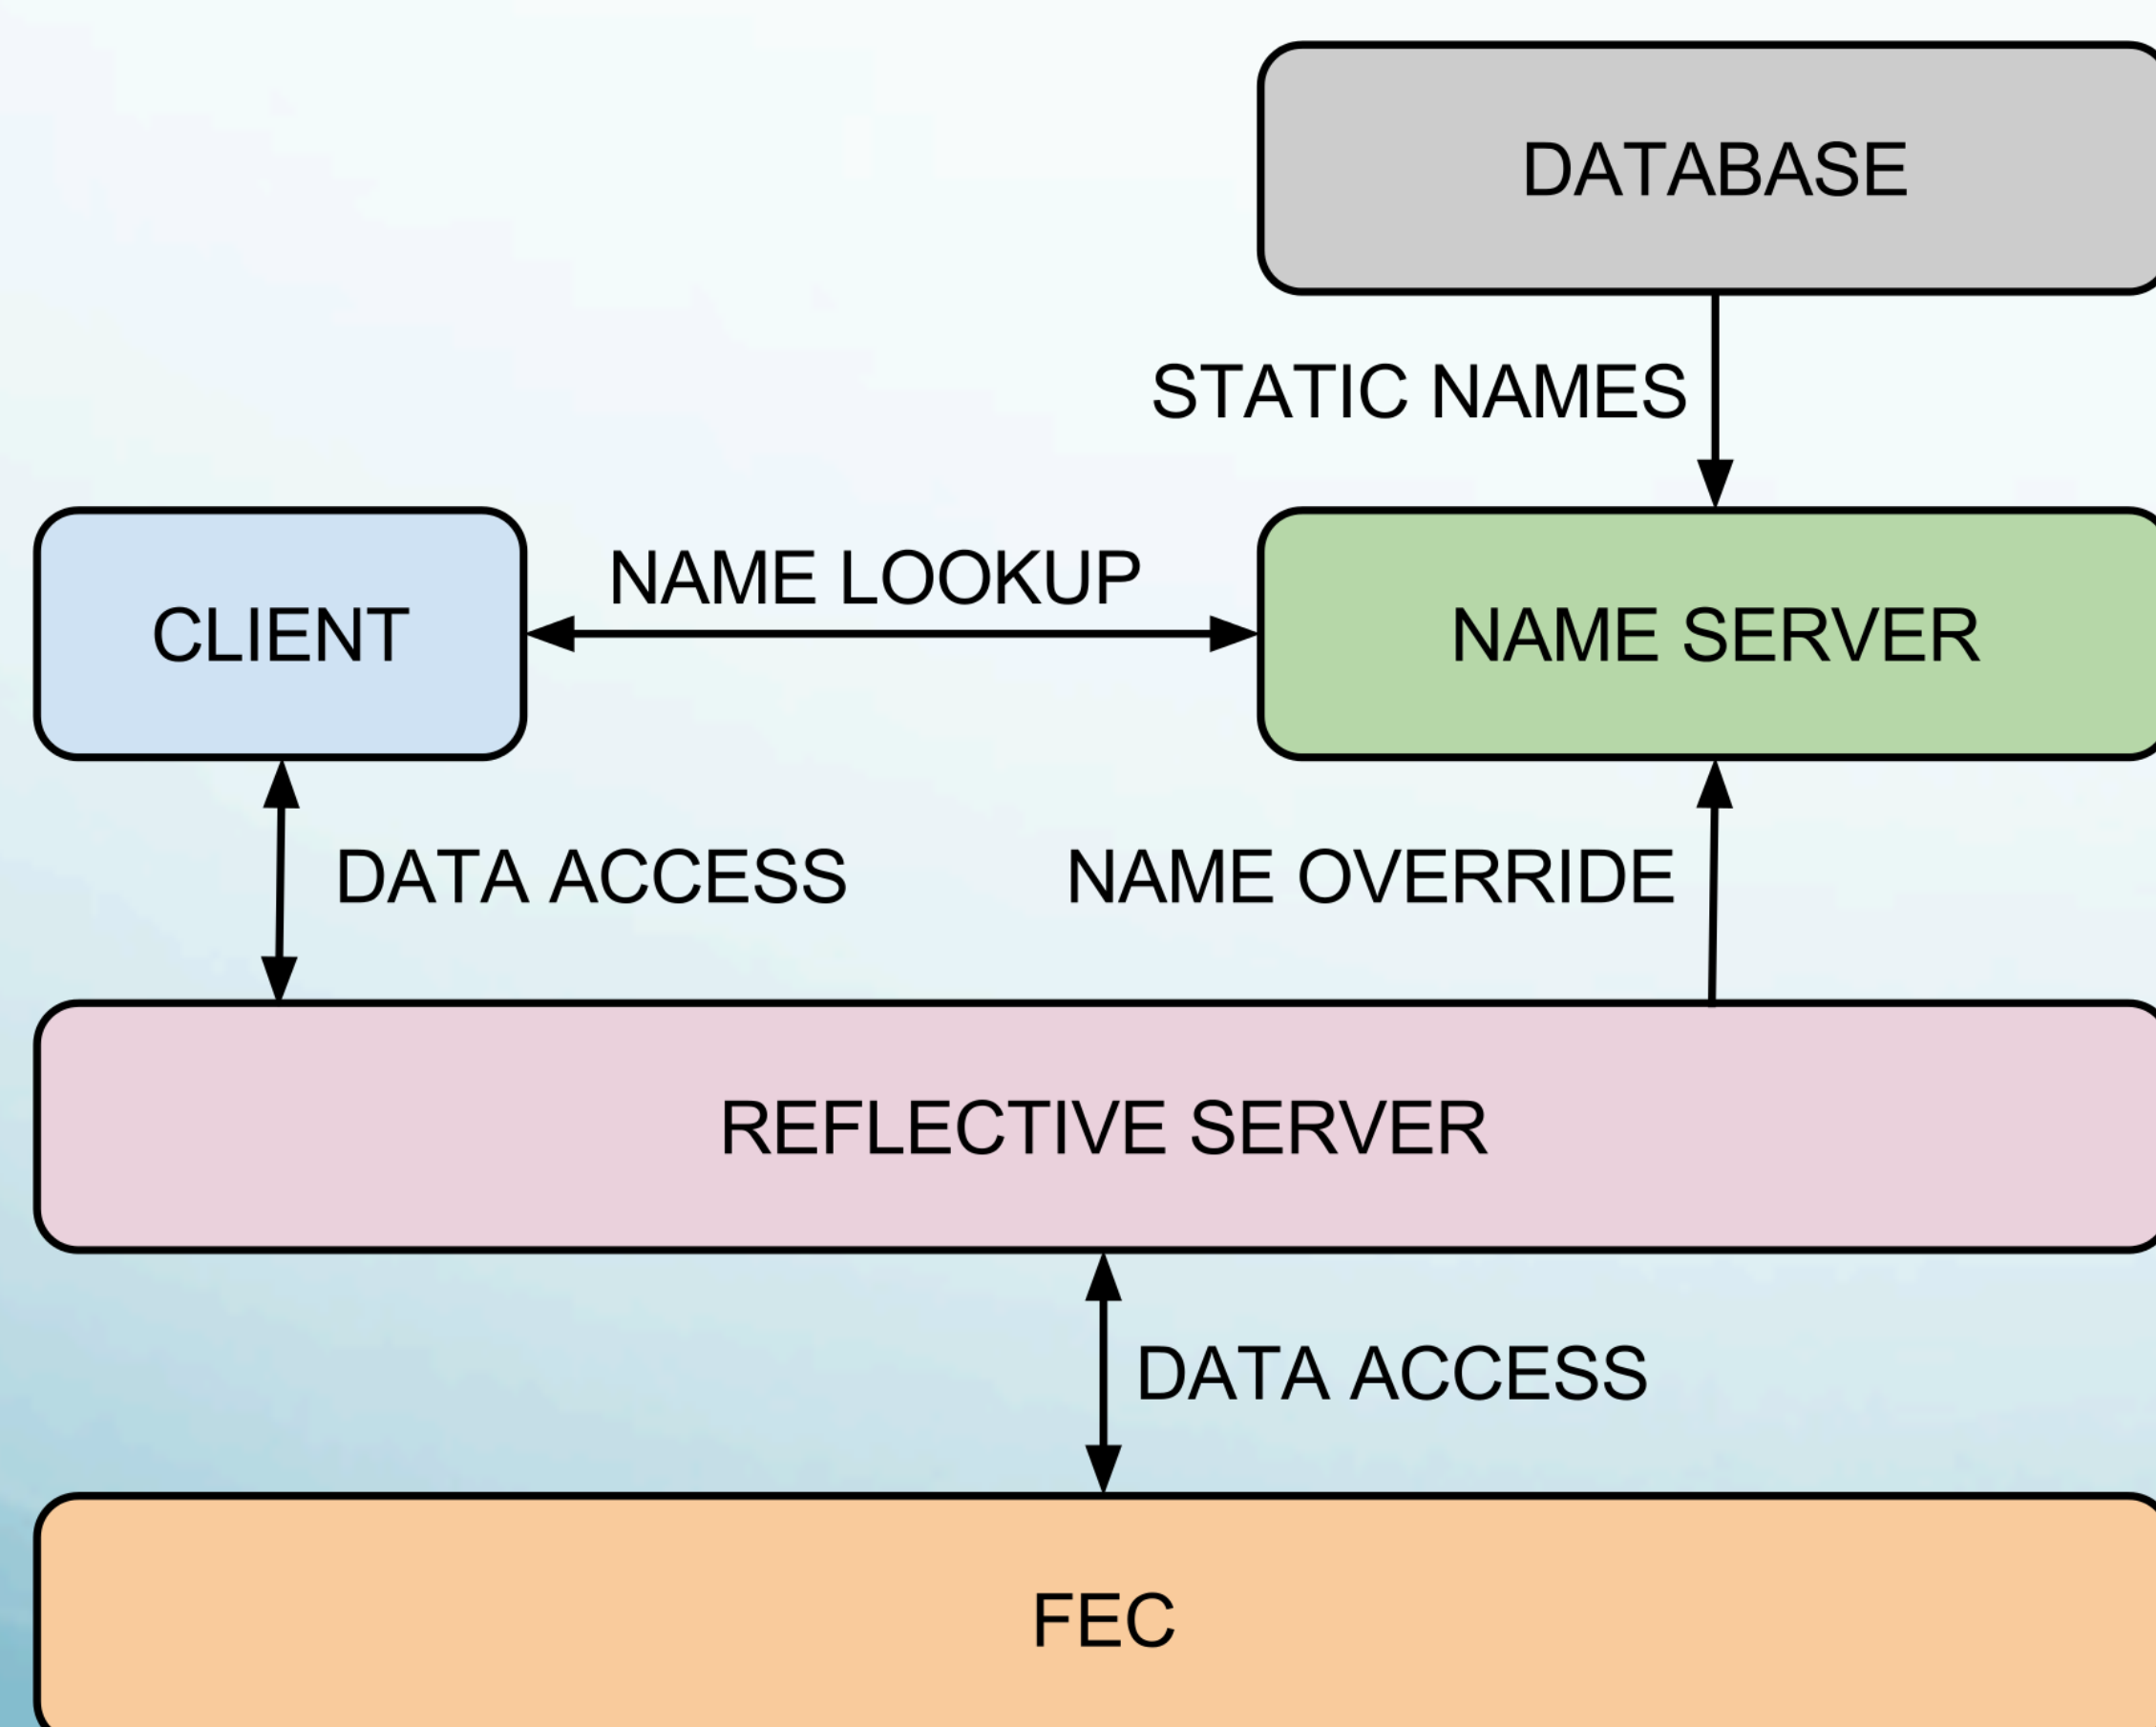 DATABASE
STATIC NAMES
CLIENT
NAME LOOKUP
NAME SERVER
DATA ACCESS
NAME OVERRIDE
REFLECTIVE SERVER
DATA ACCESS
FEC